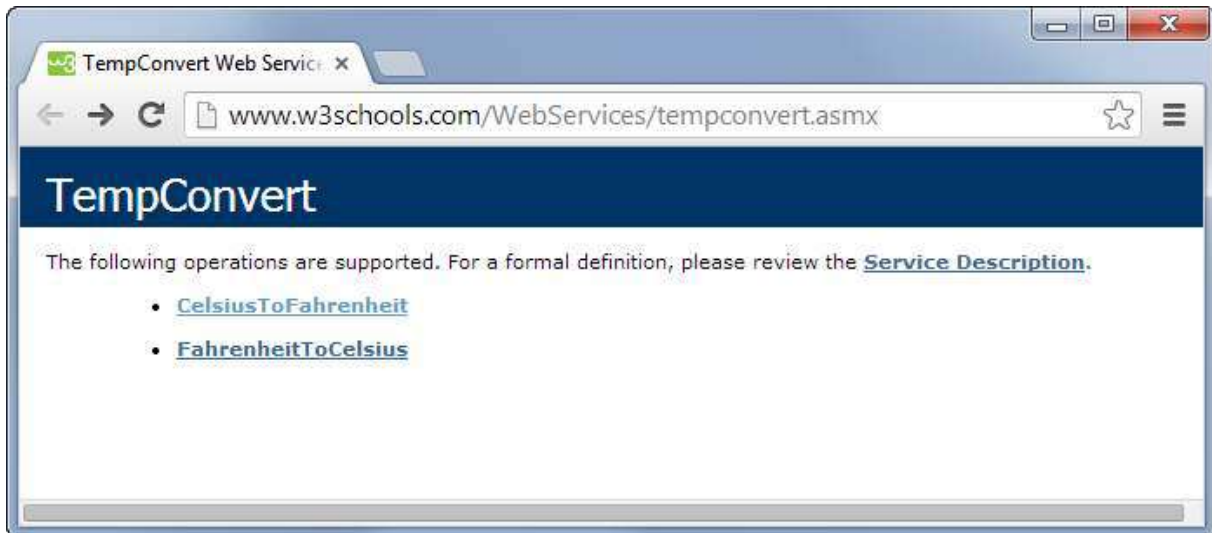 TempConvert Web Servic
www.w3schools.com/WebServices/tempconvert.asmx
TempConvert
The following operations are supported. For a formal definition, please review the Service Description.
• CelsiusToFahrenheit
• FahrenheitToCelsius